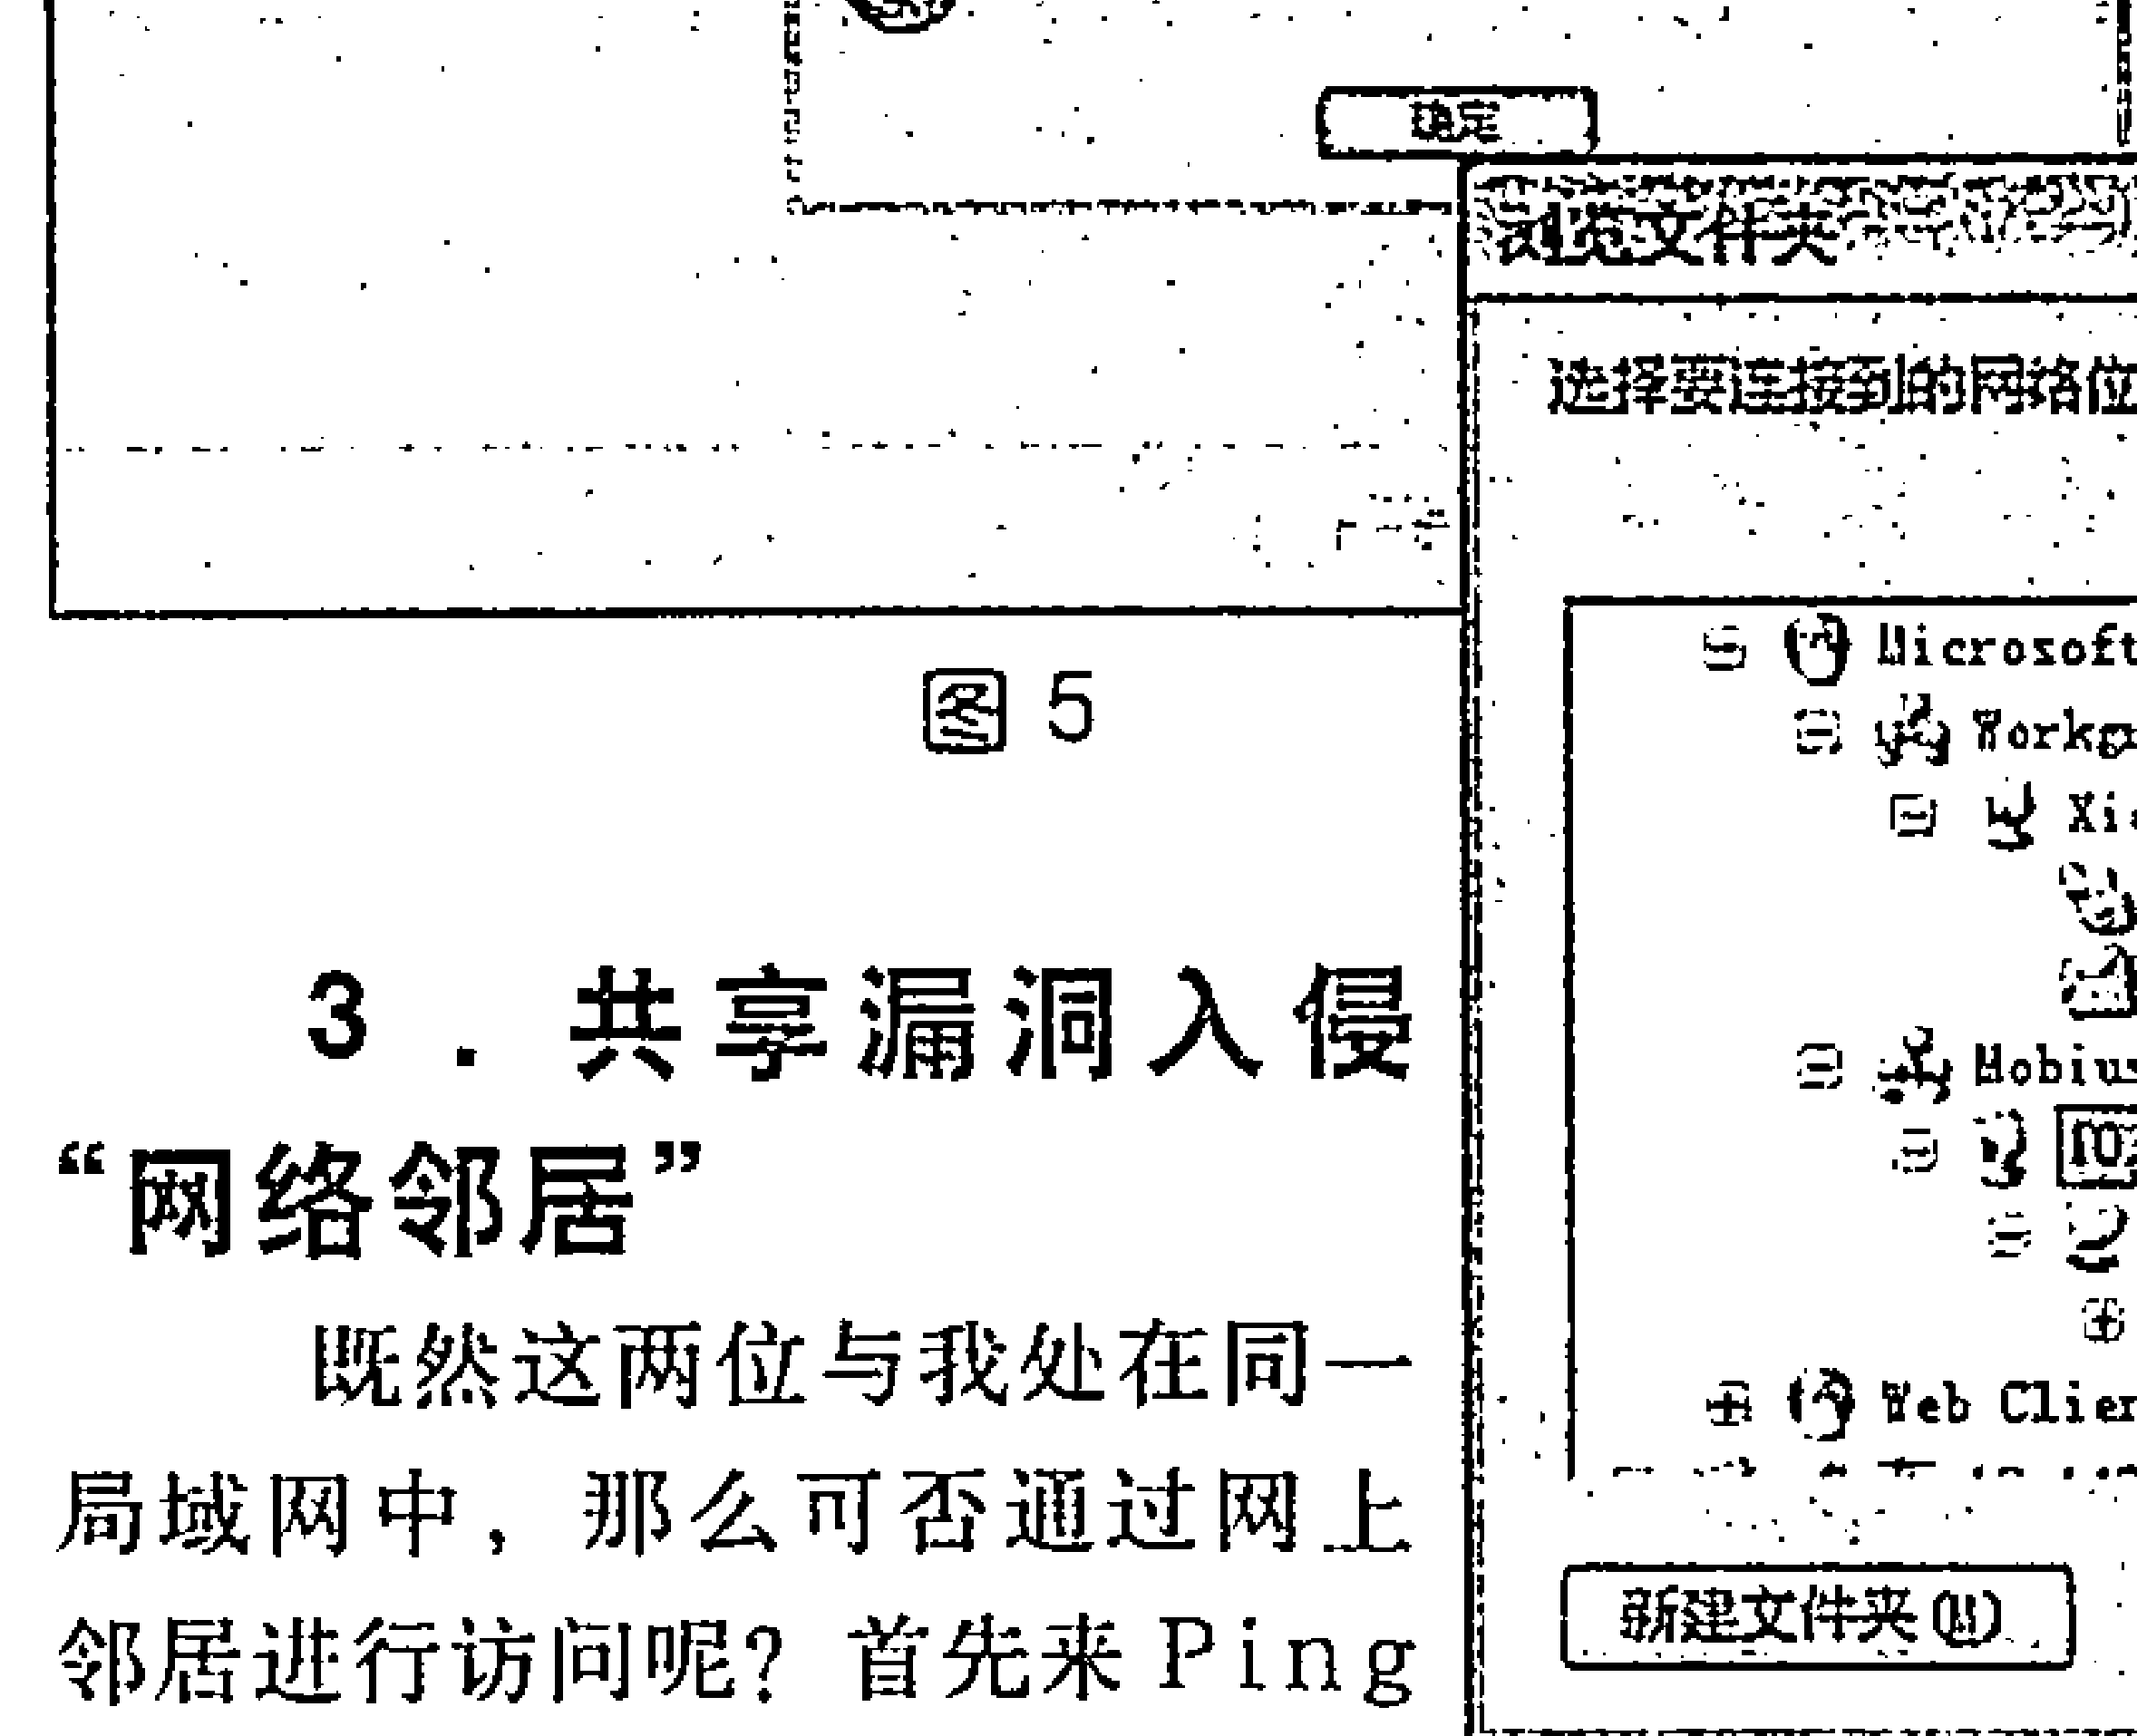 确定
图 5
3．共享漏洞入侵
“网络邻居”
既然这两位与我处在同一
局域网中，那么可否通过网上
邻居进行访问呢？首先来 Ping
浏览文件夹
选择要连接到的网络位
Microsoft
Workgr
Xi
Mobius
Web Clien
新建文件夹